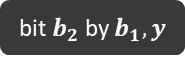 bit b₂ by b₁, y